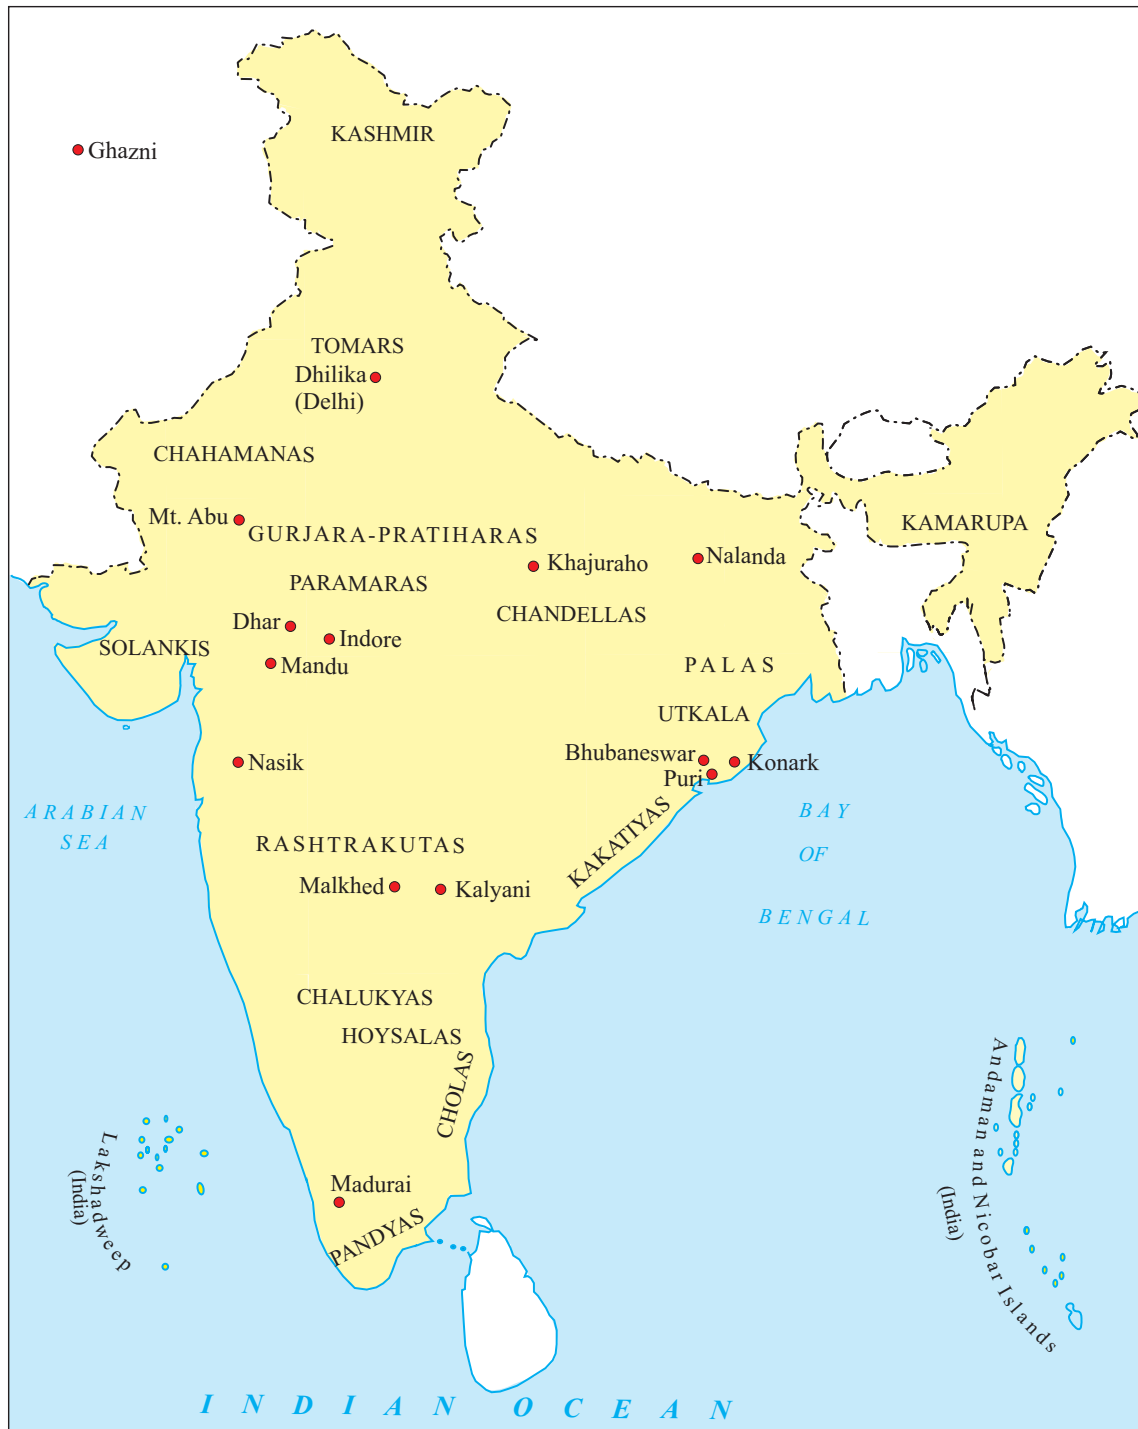 KASHMIR
Ghazni
TOMARS
Dhilika
(Delhi)
CHAHAMANAS
Mt. Abu
GURJARA-PRATIHARAS
KAMARUPA
Khajuraho
Nalanda
PARAMARAS
CHANDELLAS
Dhar
Indore
SOLANKIS
Mandu
PALAS
UTKALA
Bhubaneswar
Nasik
Konark
Puri
ARABIAN
SEA
BAY
OF
BENGAL
KAKATIYAS
RASHTRAKUTAS
Malkhed
Kalyani
CHALUKYAS
HOYSALAS
CHOLAS
Lakshadweep
(India)
Andaman and Nicobar Islands
(India)
Madurai
PANDYAS
INDIAN OCEAN